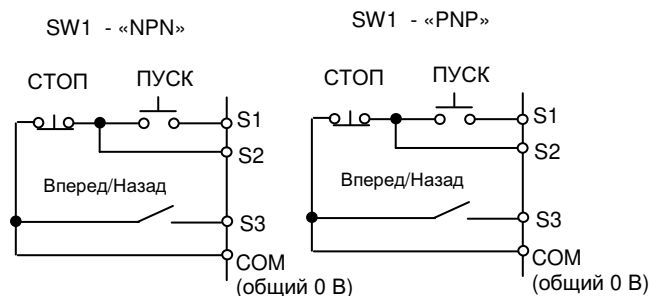 SW1 - «NPN»
СТОП ПУСК
S1
S2
Вперед/Назад
S3
COM
(общий 0 В)
SW1 - «PNP»
СТОП ПУСК
S1
S2
Вперед/Назад
S3
COM
(общий 0 В)